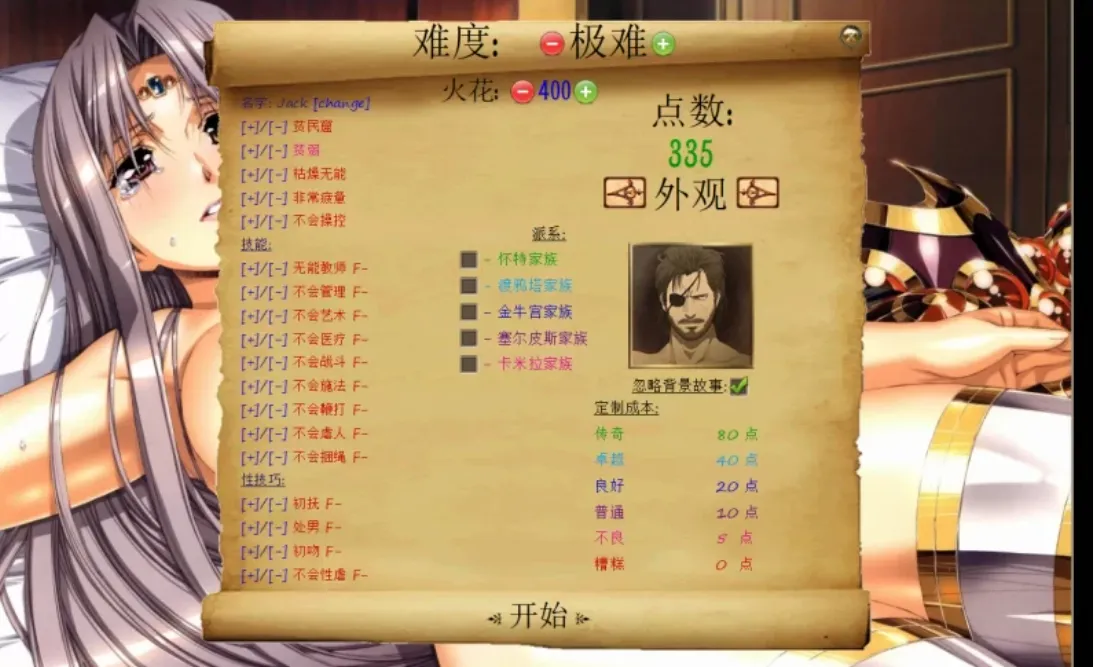 难度: 极难
火花: 400
名字: Jack [change]
[+]/[-] 贫民窟
[+]/[-] 贫困
[+]/[-] 枯燥无能
[+]/[-] 非常疲量
[+]/[-] 不会操控
技能:
[+]/[-] 无能教师 F-
[+]/[-] 不会管理 F-
[+]/[-] 不会艺术 F-
[+]/[-] 不会医疗 F-
[+]/[-] 不会战斗 F-
[+]/[-] 不会施法 F-
[+]/[-] 不会鞭打 F-
[+]/[-] 不会虐人 F-
[+]/[-] 不会捆绳 F-
性技巧:
[+]/[-] 初抚 F-
[+]/[-] 处男 F-
[+]/[-] 初吻 F-
[+]/[-] 不会性虐 F-
派系:
- 怀特家族
- 渡鸦塔家族
- 金牛宫家族
- 塞尔皮斯家族
- 卡米拉家族
点数:
335
外观
忽略背景故事:
定制成本:
传奇 80 点
卓越 40 点
良好 20 点
普通 10 点
不良 5 点
糟糕 0 点
开始